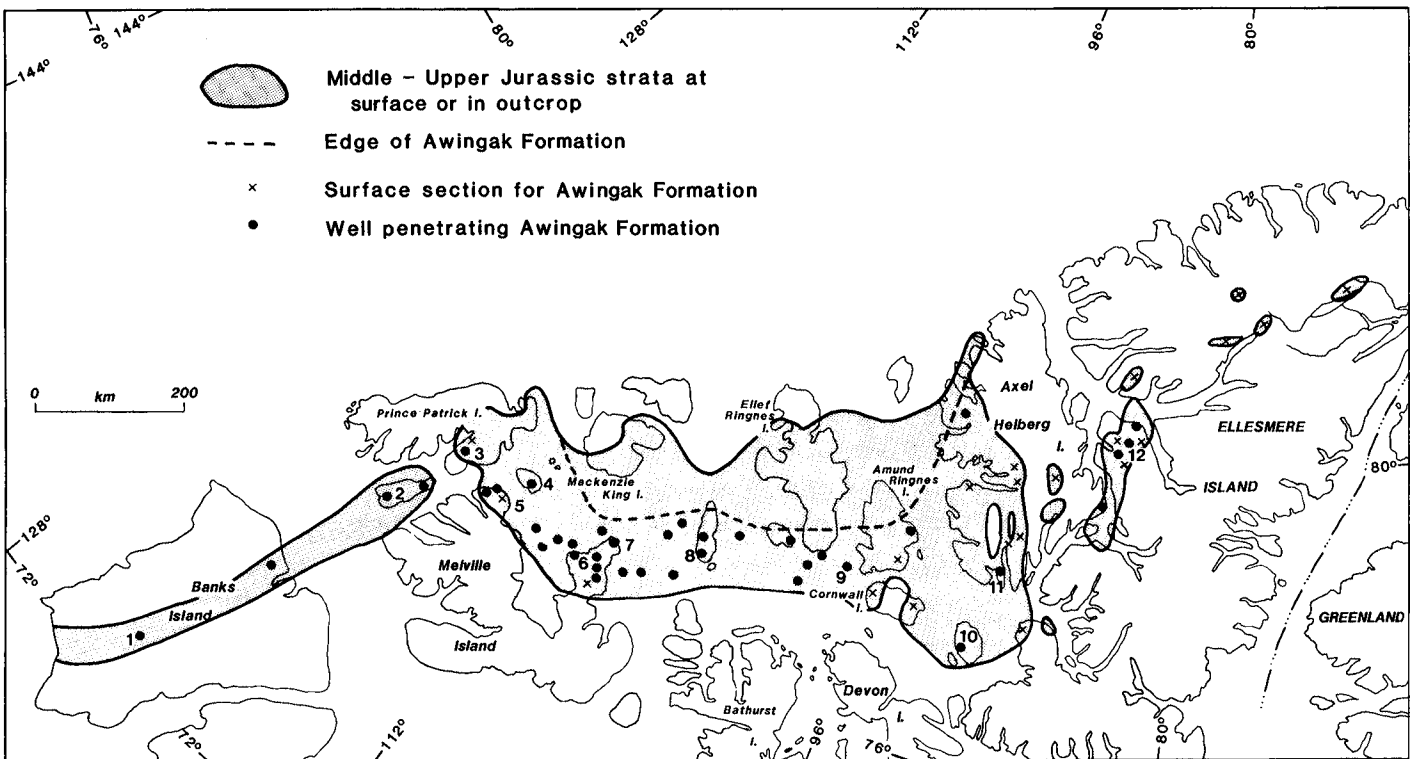 76° 144° 80° 128° 112° 96° 80°
144°
Middle – Upper Jurassic strata at
surface or in outcrop
Edge of Awingak Formation
Surface section for Awingak Formation
Well penetrating Awingak Formation
0 km 200
Prince Patrick I.
Ellef
Ringnes
I.
Axel
Heiberg
I.
ELLESMERE
ISLAND
80°
3
4
5
2
Mackenzie
King I.
Amund
Ringnes
I.
12
128°
72°
Melville
Island
6
7
8
9
Cornwall
I.
11
10
Banks
Island
1
GREENLAND
Bathurst
I.
Devon
I.
72° 112° 96° 76° 80°